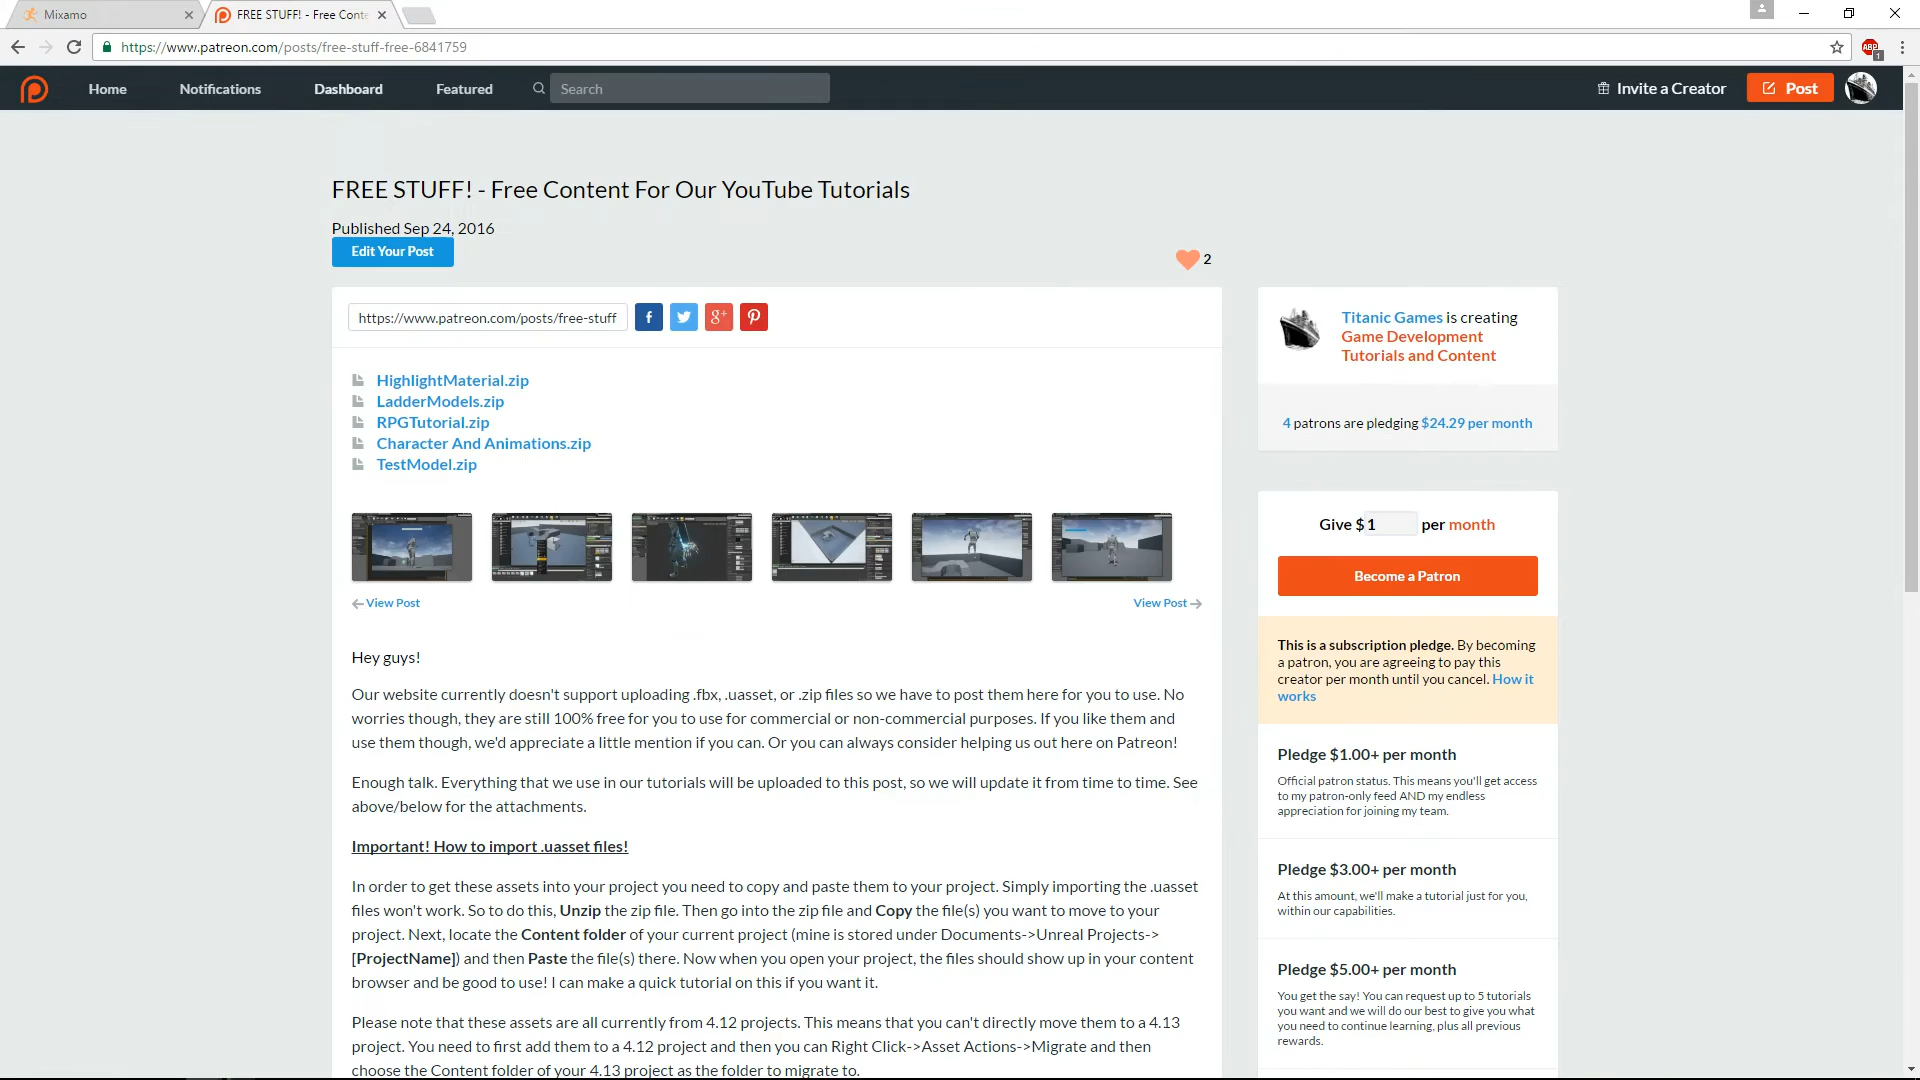 Mixamo
FREE STUFF! - Free Conte
https://www.patreon.com/posts/free-stuff-free-6841759
ABP
1
Home
Notifications
Dashboard
Featured
Search
Invite a Creator
Post
FREE STUFF! - Free Content For Our YouTube Tutorials
Published Sep 24, 2016
Edit Your Post
2
https://www.patreon.com/posts/free-stuff
HighlightMaterial.zip
LadderModels.zip
RPGTutorial.zip
Character And Animations.zip
TestModel.zip
View Post
View Post
Hey guys!
Our website currently doesn't support uploading .fbx, .uasset, or .zip files so we have to post them here for you to use. No
worries though, they are still 100% free for you to use for commercial or non-commercial purposes. If you like them and
use them though, we'd appreciate a little mention if you can. Or you can always consider helping us out here on Patreon!
Enough talk. Everything that we use in our tutorials will be uploaded to this post, so we will update it from time to time. See
above/below for the attachments.
Important! How to import .uasset files!
In order to get these assets into your project you need to copy and paste them to your project. Simply importing the .uasset
files won't work. So to do this, Unzip the zip file. Then go into the zip file and Copy the file(s) you want to move to your
project. Next, locate the Content folder of your current project (mine is stored under Documents->Unreal Projects->
[ProjectName]) and then Paste the file(s) there. Now when you open your project, the files should show up in your content
browser and be good to use! I can make a quick tutorial on this if you want it.
Please note that these assets are all currently from 4.12 projects. This means that you can't directly move them to a 4.13
project. You need to first add them to a 4.12 project and then you can Right Click->Asset Actions->Migrate and then
choose the Content folder of your 4.13 project as the folder to migrate to.
Titanic Games is creating
Game Development
Tutorials and Content
4 patrons are pledging $24.29 per month
Give $ 1 per month
Become a Patron
This is a subscription pledge. By becoming
a patron, you are agreeing to pay this
creator per month until you cancel. How it
works
Pledge $1.00+ per month
Official patron status. This means you'll get access
to my patron-only feed AND my endless
appreciation for joining my team.
Pledge $3.00+ per month
At this amount, we'll make a tutorial just for you,
within our capabilities.
Pledge $5.00+ per month
You get the say! You can request up to 5 tutorials
you want and we will do our best to give you what
you need to continue learning, plus all previous
rewards.